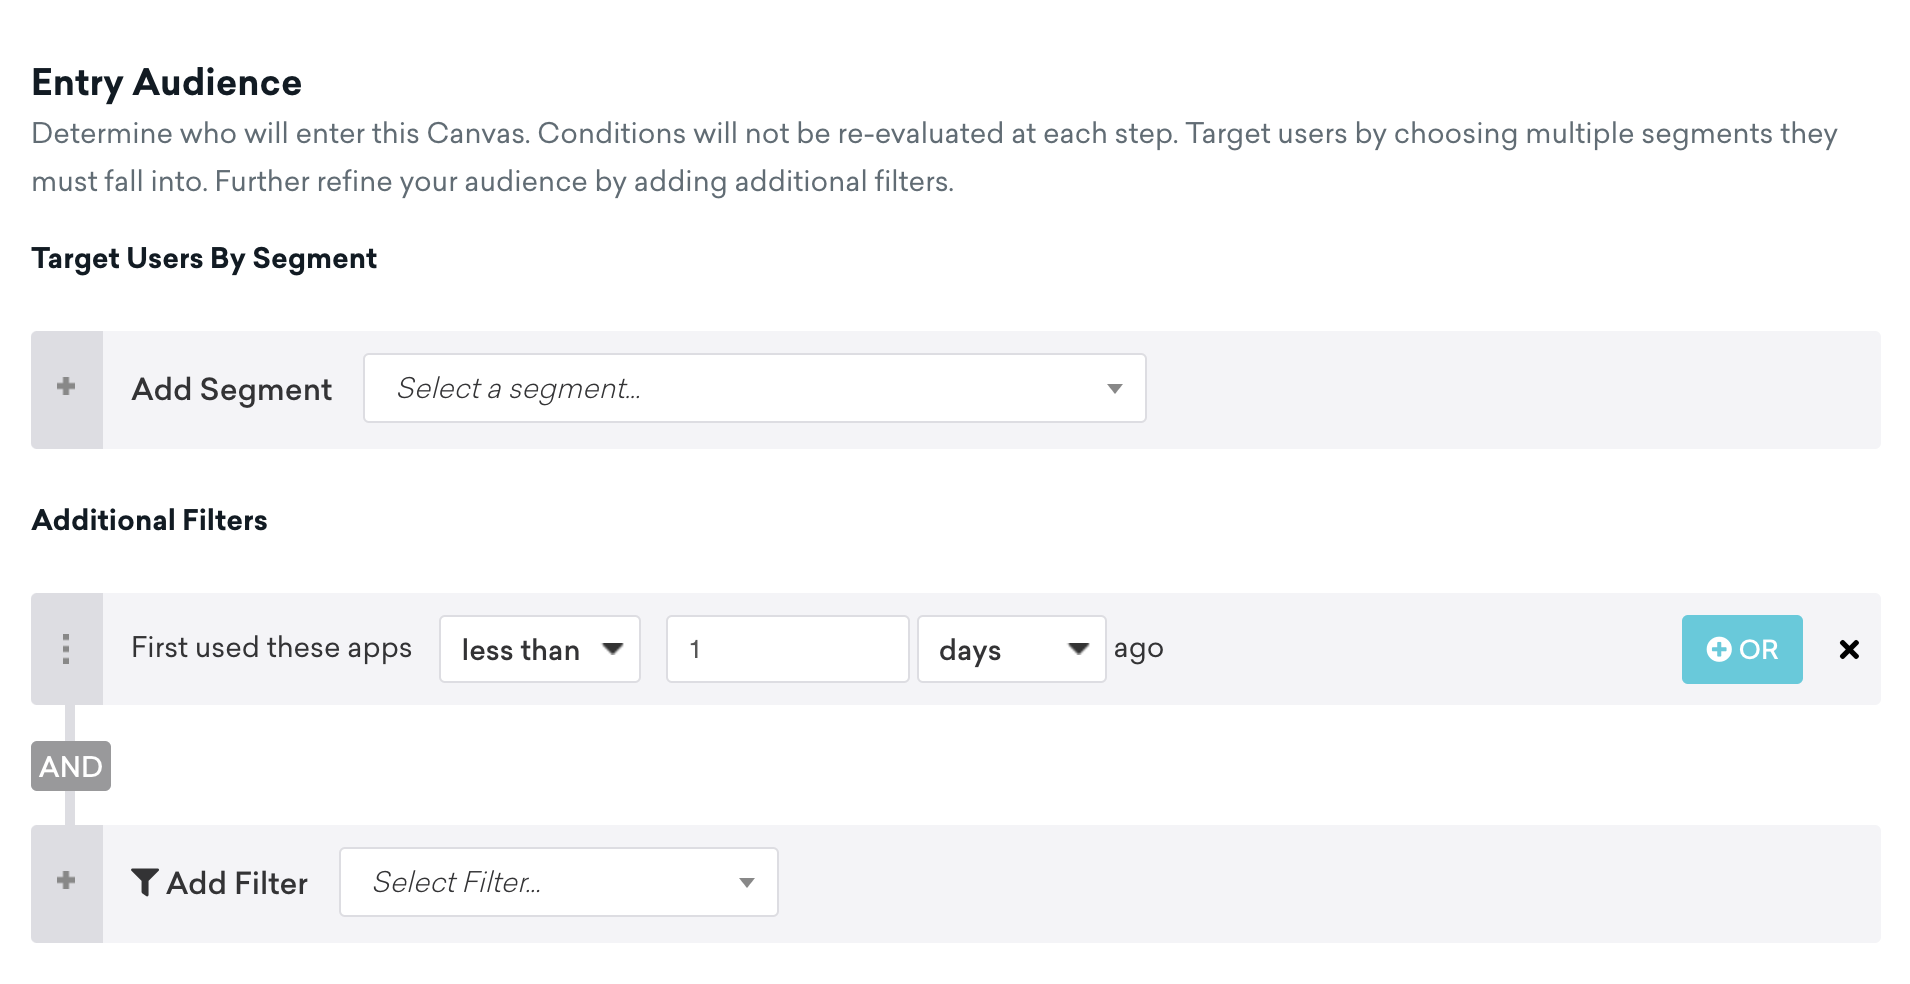 Entry Audience
Determine who will enter this Canvas. Conditions will not be re-evaluated at each step. Target users by choosing multiple segments they
must fall into. Further refine your audience by adding additional filters.
Target Users By Segment
Add Segment Select a segment...
Additional Filters
First used these apps less than 1 days ago OR
AND
Add Filter Select Filter...